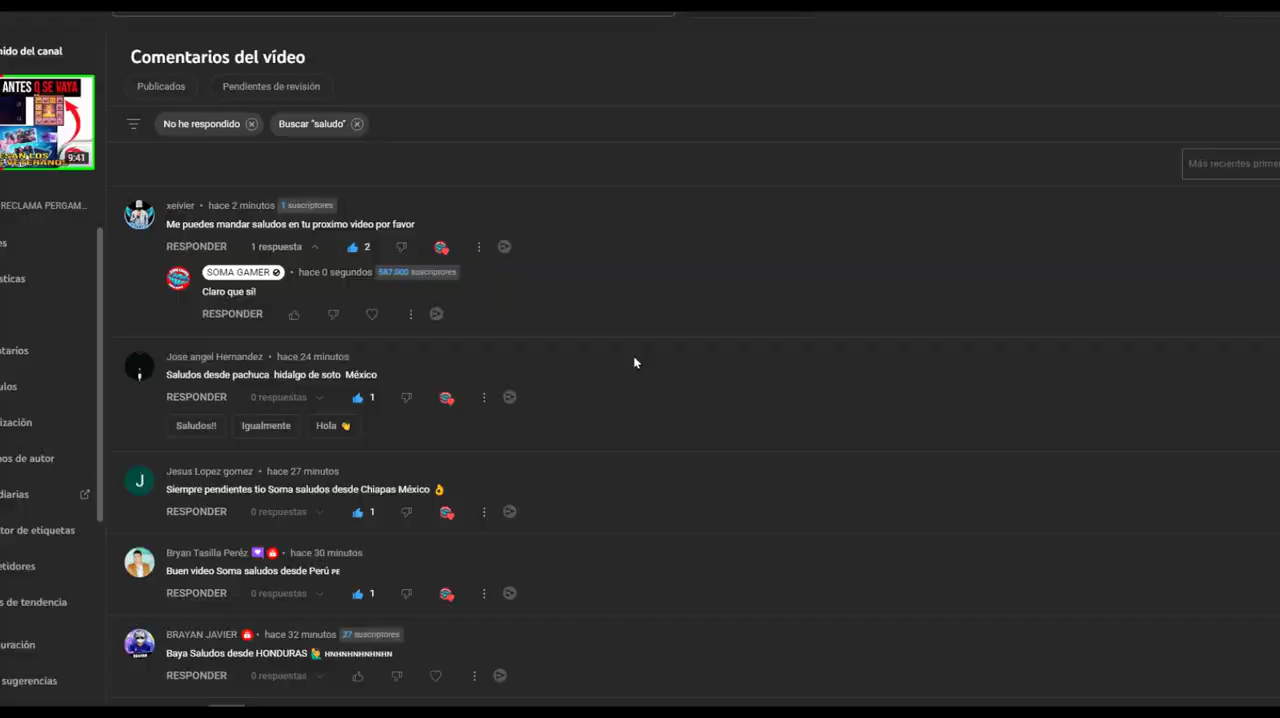 nido del canal
ANTES Q SE VAYA
9:41
RECLAMA PERGAM...
es
sticas
tarios
ulos
ización
nos de autor
diarias
tor de etiquetas
etidores
s de tendencia
uración
sugerencias
Comentarios del vídeo
Publicados
Pendientes de revisión
No he respondido
Buscar "saludo"
Más recientes prime
xeivier • hace 2 minutos 1 suscriptores
Me puedes mandar saludos en tu proximo video por favor
RESPONDER 1 respuesta 2
SOMA GAMER • hace 0 segundos 587.000 suscriptores
Claro que sí!
RESPONDER
Jose angel Hernandez • hace 24 minutos
Saludos desde pachuca hidalgo de soto México
RESPONDER 0 respuestas 1
Saludos!! Igualmente Hola 👋
J
Jesus Lopez gomez • hace 27 minutos
Siempre pendientes tio Soma saludos desde Chiapas México 👌
RESPONDER 0 respuestas 1
Bryan Tasilla Peréz • hace 30 minutos
Buen video Soma saludos desde Perú PE
RESPONDER 0 respuestas 1
BRAYAN JAVIER • hace 32 minutos 27 suscriptores
Baya Saludos desde HONDURAS 🙋‍♂️ HNHNHNHNHNHN
RESPONDER 0 respuestas